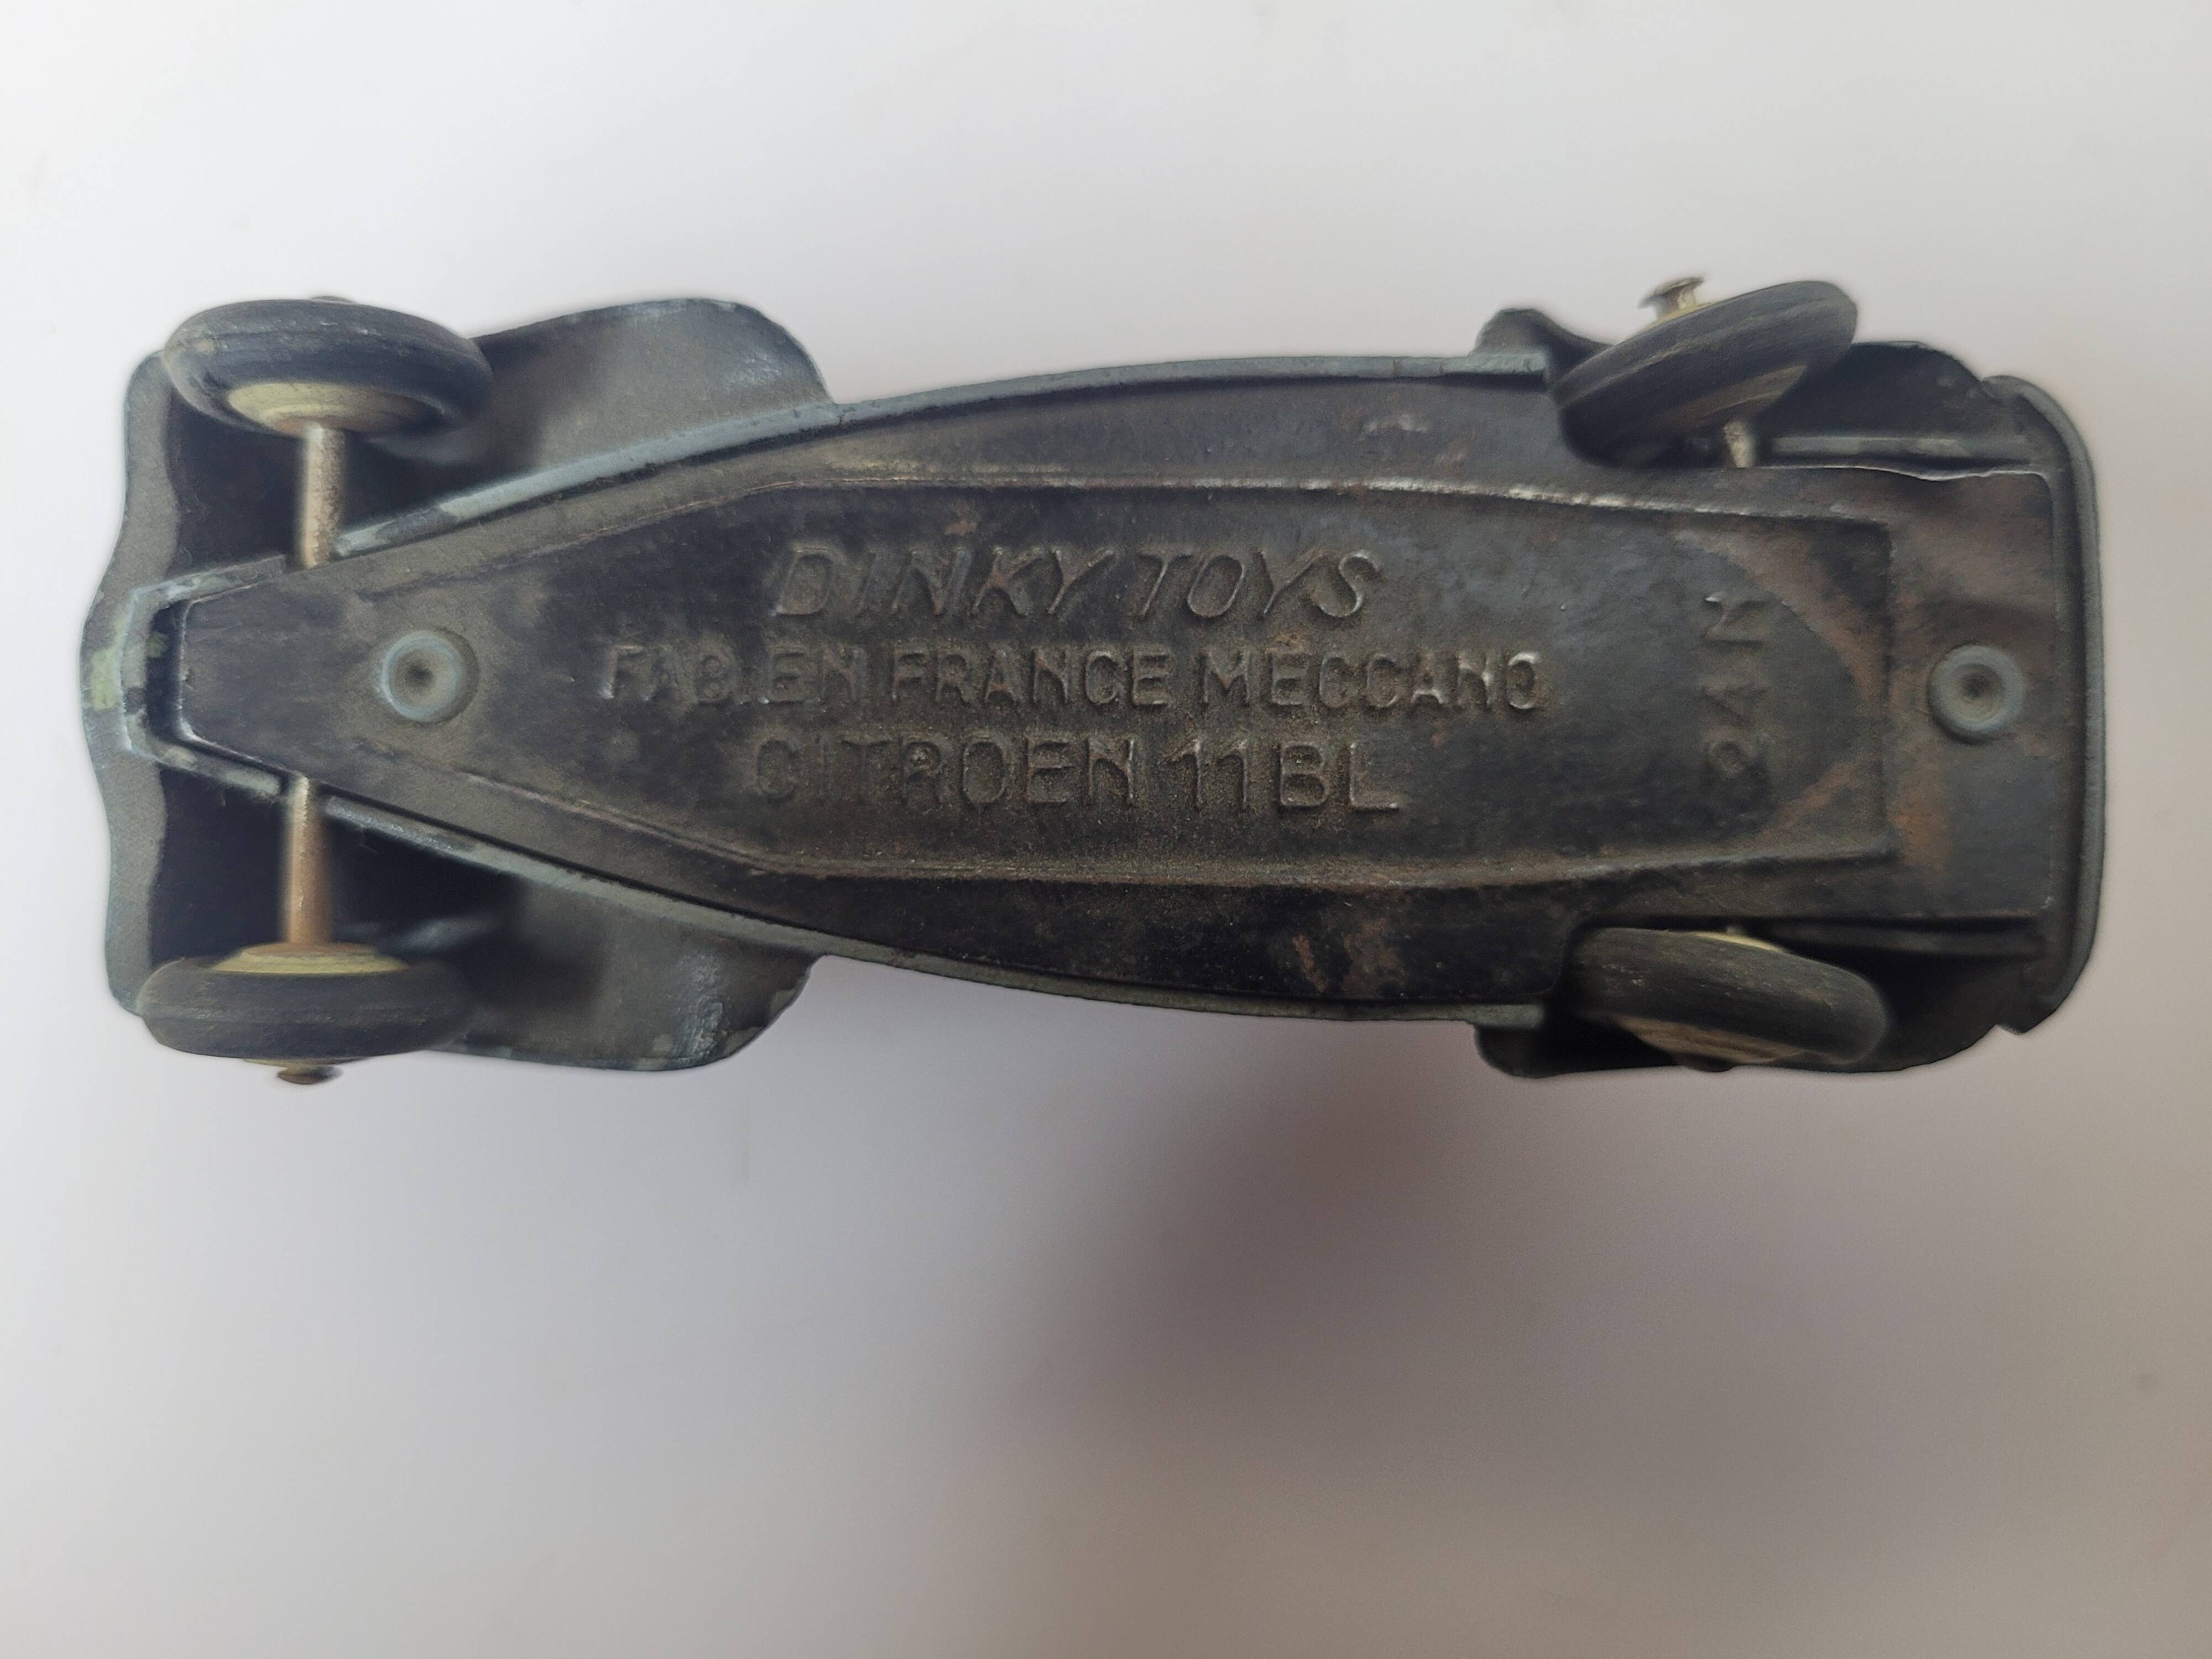 DINKY TOYS
FAB. EN FRANCE MECCANO
CITROEN 11BL
24N